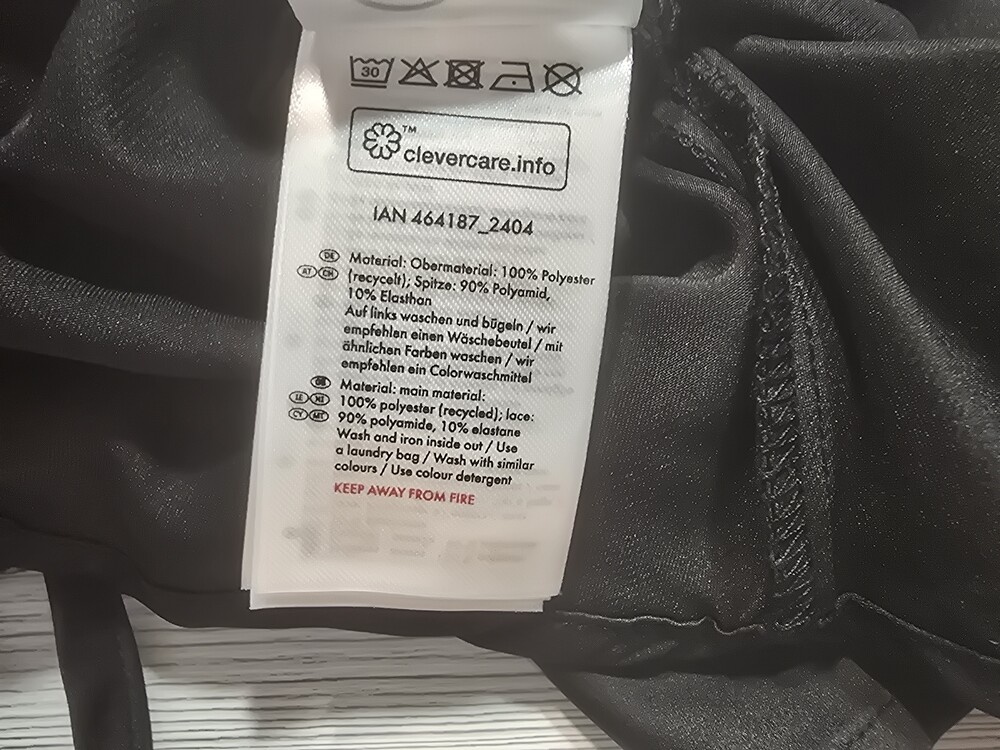 30
TM
clevercare.info
IAN 464187_2404
DE Material: Obermaterial: 100% Polyester
AT CH (recycelt); Spitze: 90% Polyamid,
10% Elasthan
Auf links waschen und bügeln / wir
empfehlen einen Wäschebeutel / mit
ähnlichen Farben waschen / wir
empfehlen ein Colorwaschmittel
GB Material: main material:
IE NI 100% polyester (recycled); lace:
CY MT 90% polyamide, 10% elastane
Wash and iron inside out / Use
a laundry bag / Wash with similar
colours / Use colour detergent
KEEP AWAY FROM FIRE